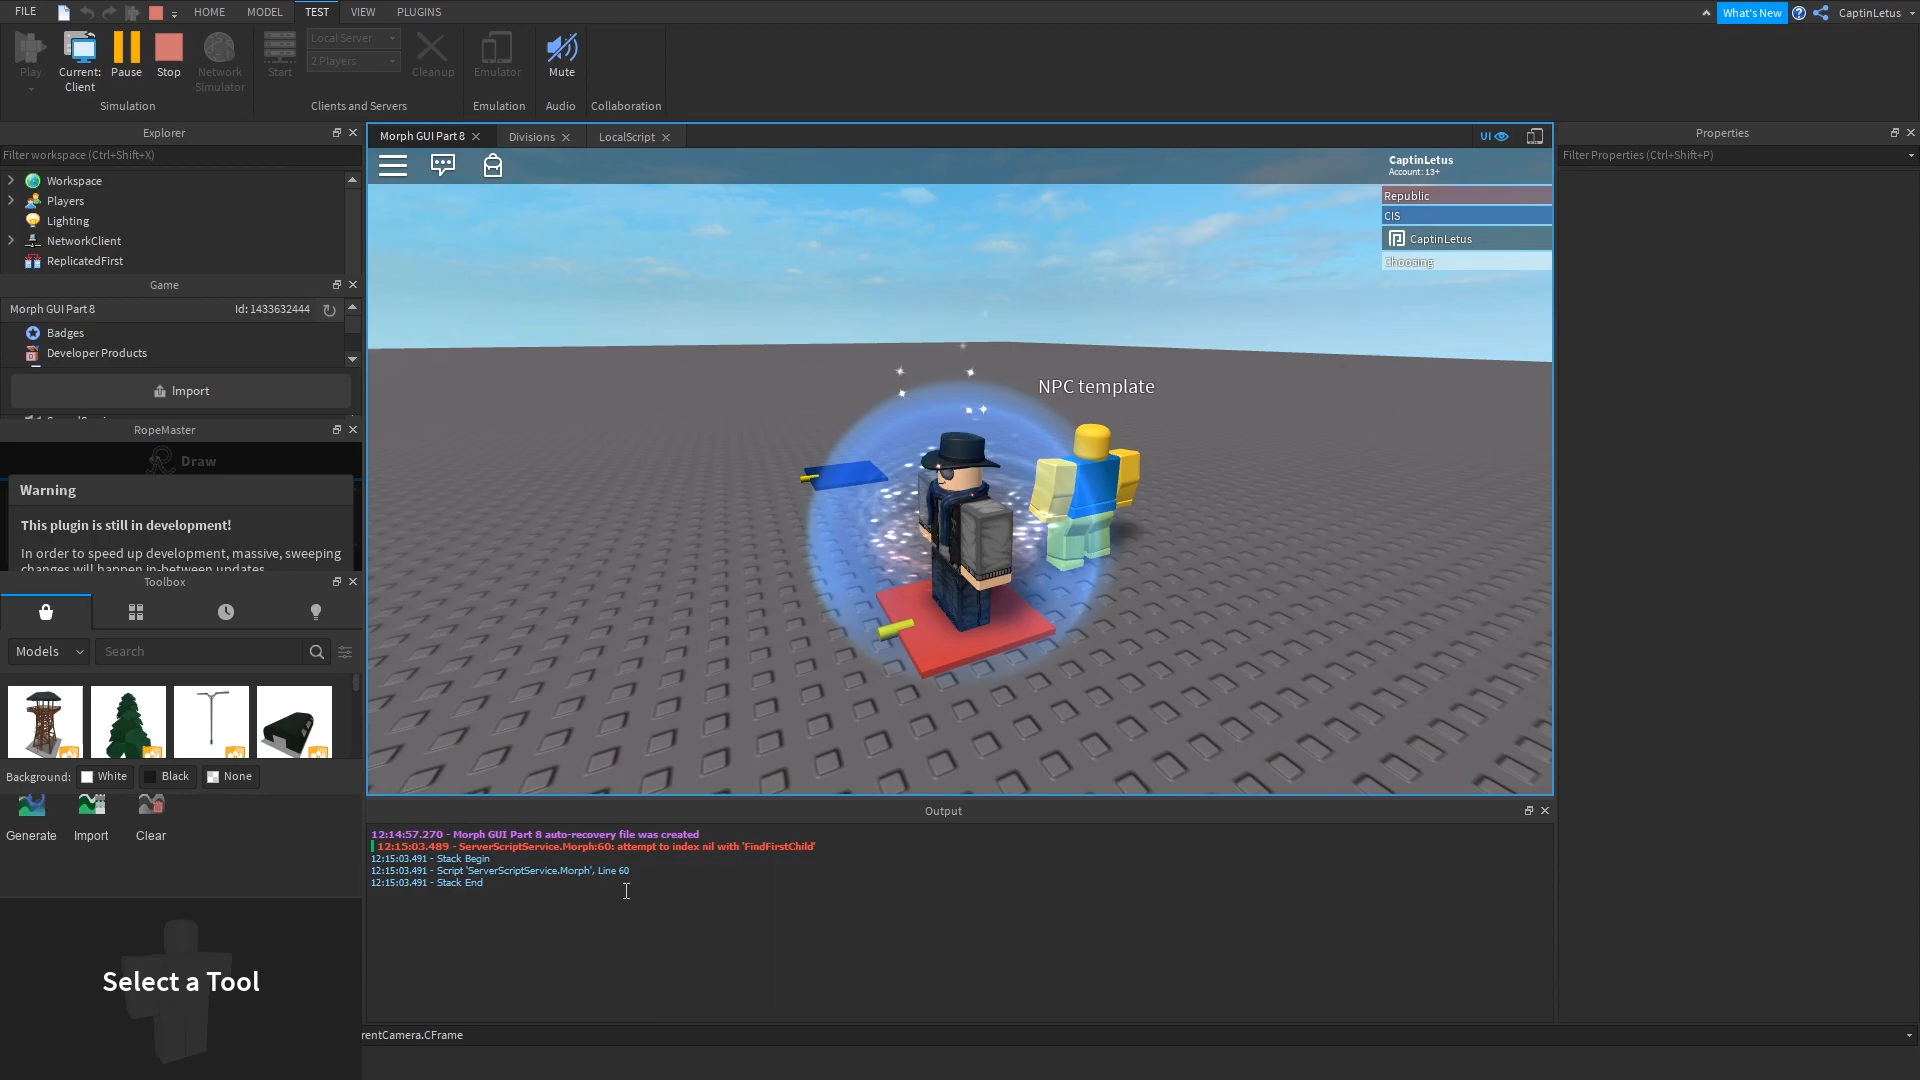 FILE
HOME
MODEL
TEST
VIEW
PLUGINS
What's New
CaptinLetus
Play
Current:
Client
Pause
Stop
Network
Simulator
Start
Local Server
2 Players
Cleanup
Emulator
Mute
Simulation
Clients and Servers
Emulation
Audio
Collaboration
Explorer
Filter workspace (Ctrl+Shift+X)
Workspace
Players
Lighting
NetworkClient
ReplicatedFirst
Game
Morph GUI Part 8
Id: 1433632444
Badges
Developer Products
Import
RopeMaster
Draw
Warning
This plugin is still in development!
In order to speed up development, massive, sweeping
changes will happen in-between updates.
Toolbox
Models
Search
Background:
White
Black
None
Generate
Import
Clear
Select a Tool
Morph GUI Part 8
Divisions
LocalScript
UI
CaptinLetus
Account: 13+
Republic
CIS
CaptinLetus
Choosing
NPC template
Output
12:14:57.270 - Morph GUI Part 8 auto-recovery file was created
12:15:03.489 - ServerScriptService.Morph:60: attempt to index nil with 'FindFirstChild'
12:15:03.491 - Stack Begin
12:15:03.491 - Script 'ServerScriptService.Morph', Line 60
12:15:03.491 - Stack End
rentCamera.CFrame
Properties
Filter Properties (Ctrl+Shift+P)